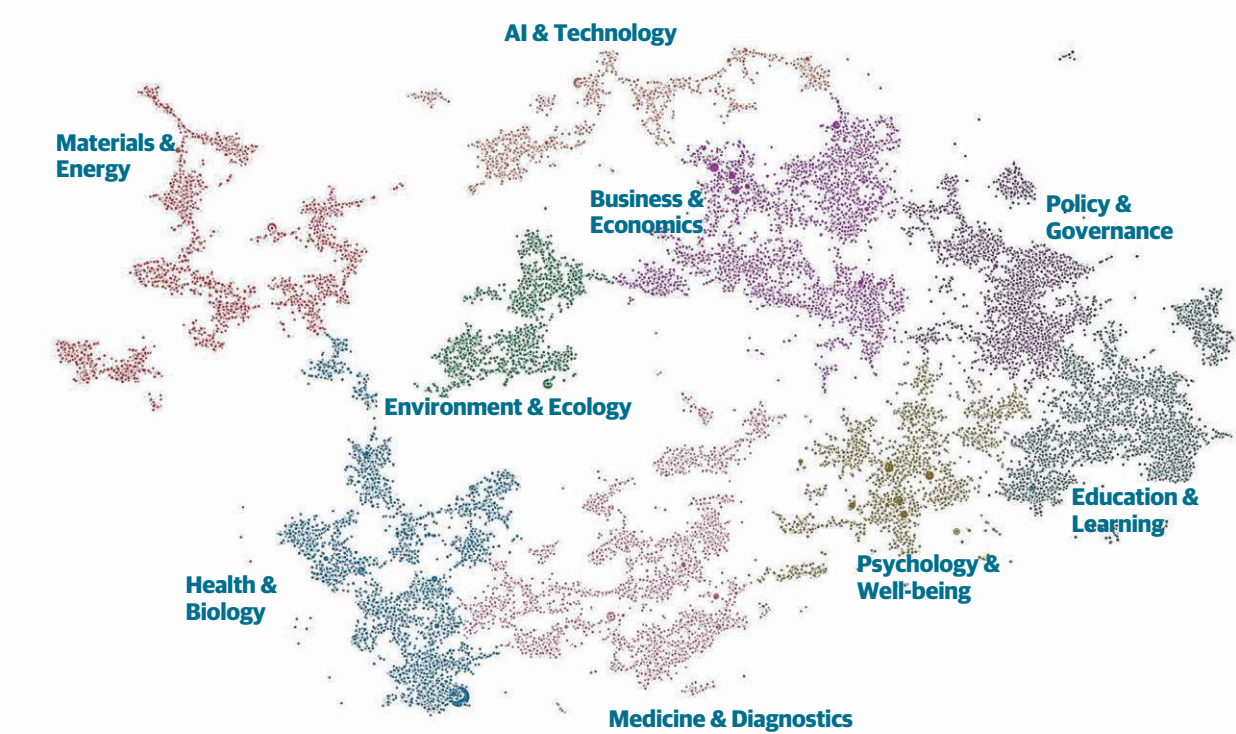 AI & Technology
Materials &
Energy
Business &
Economics
Policy &
Governance
Environment & Ecology
Education &
Learning
Psychology &
Well-being
Health &
Biology
Medicine & Diagnostics